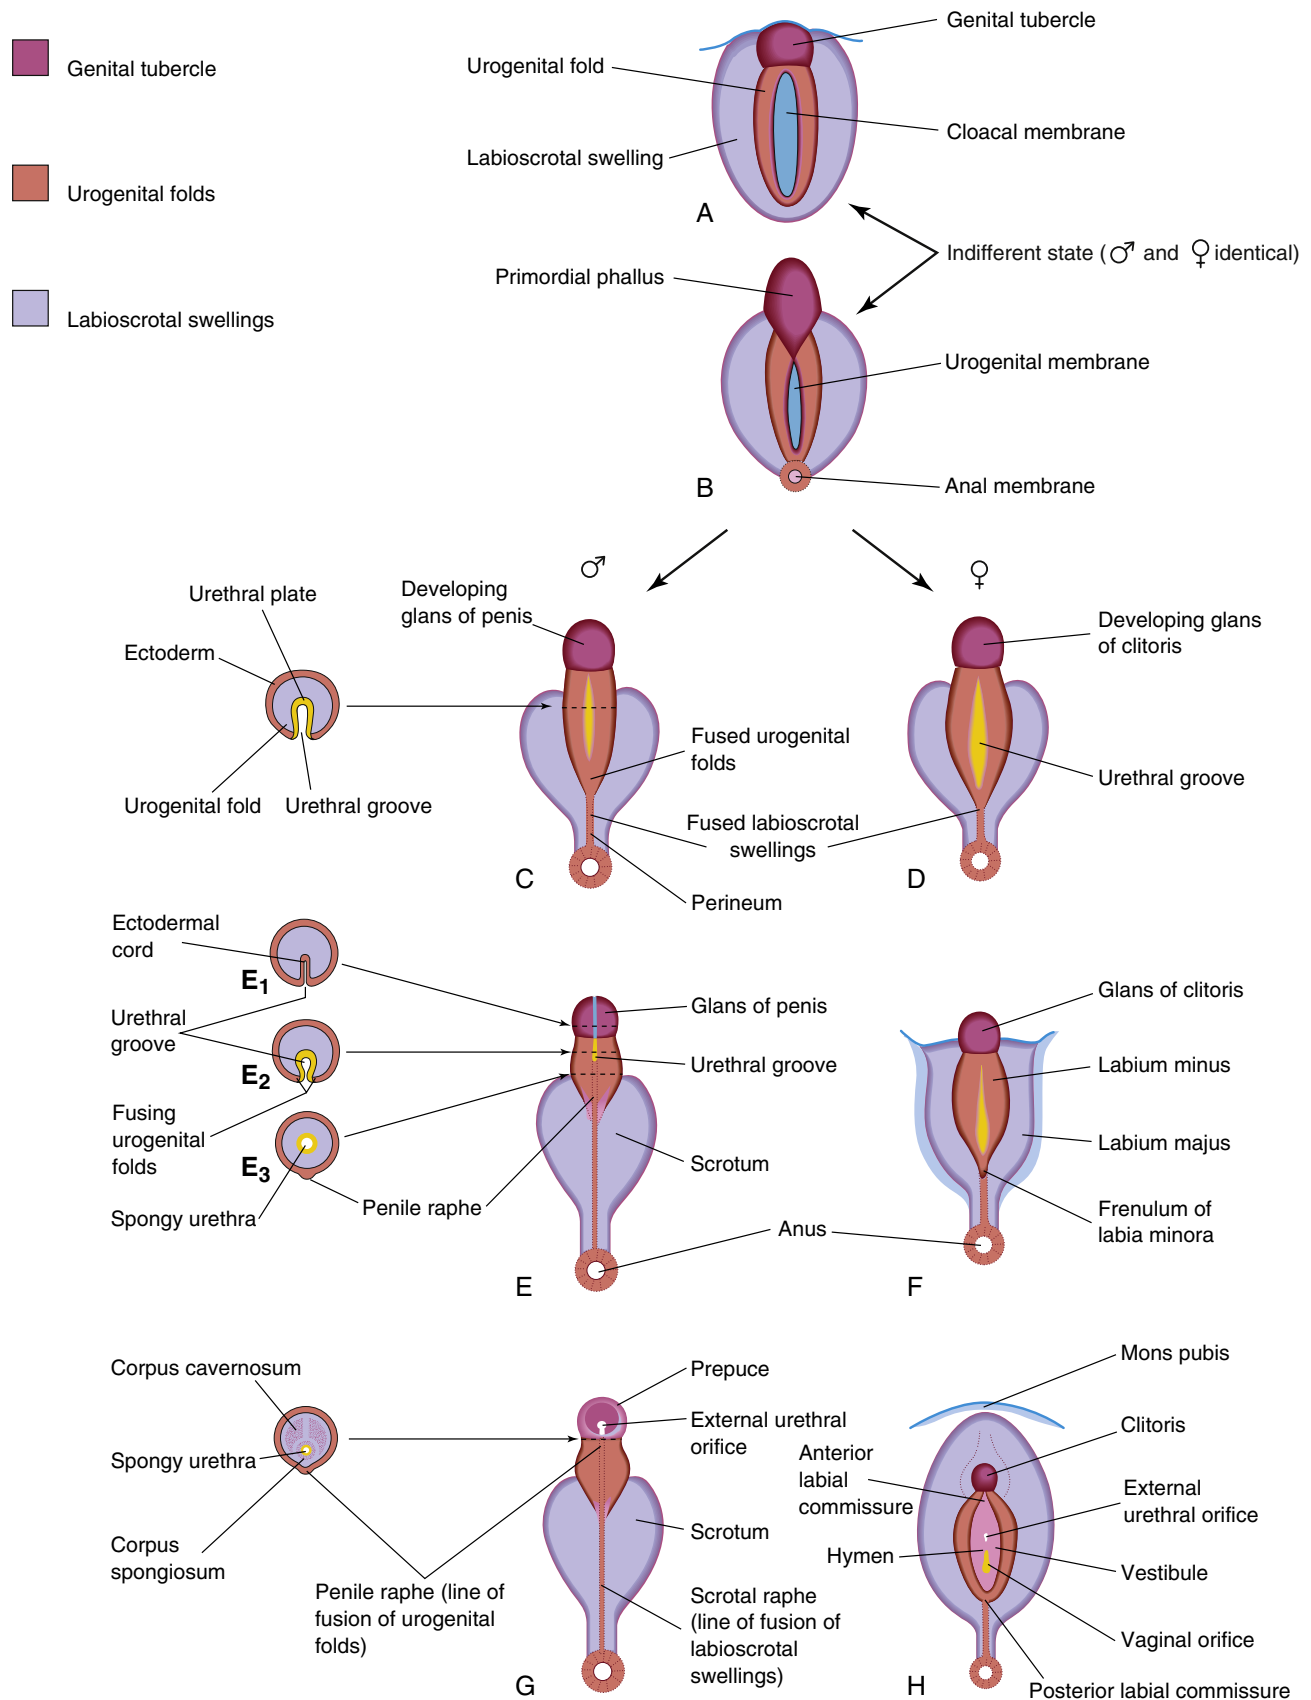 Genital tubercle
Urogenital folds
Labioscrotal swellings
Genital tubercle
Urogenital fold
Cloacal membrane
Labioscrotal swelling
A
Indifferent state (♂ and ♀ identical)
Primordial phallus
Urogenital membrane
B
Anal membrane
♂
♀
Urethral plate
Ectoderm
Urogenital fold
Urethral groove
Developing
glans of penis
Developing glans
of clitoris
Fused urogenital
folds
Urethral groove
Fused labioscrotal
swellings
C
D
Perineum
Ectodermal
cord
E1
Urethral
groove
E2
Fusing
urogenital
folds
E3
Spongy urethra
Penile raphe
Glans of penis
Urethral groove
Scrotum
Anus
E
Glans of clitoris
Labium minus
Labium majus
Frenulum of
labia minora
F
Corpus cavernosum
Spongy urethra
Corpus
spongiosum
Penile raphe (line of
fusion of urogenital
folds)
Prepuce
External urethral
orifice
Scrotum
Scrotal raphe
(line of fusion of
labioscrotal
swellings)
G
Mons pubis
Clitoris
Anterior
labial
commissure
External
urethral orifice
Hymen
Vestibule
Vaginal orifice
Posterior labial commissure
H